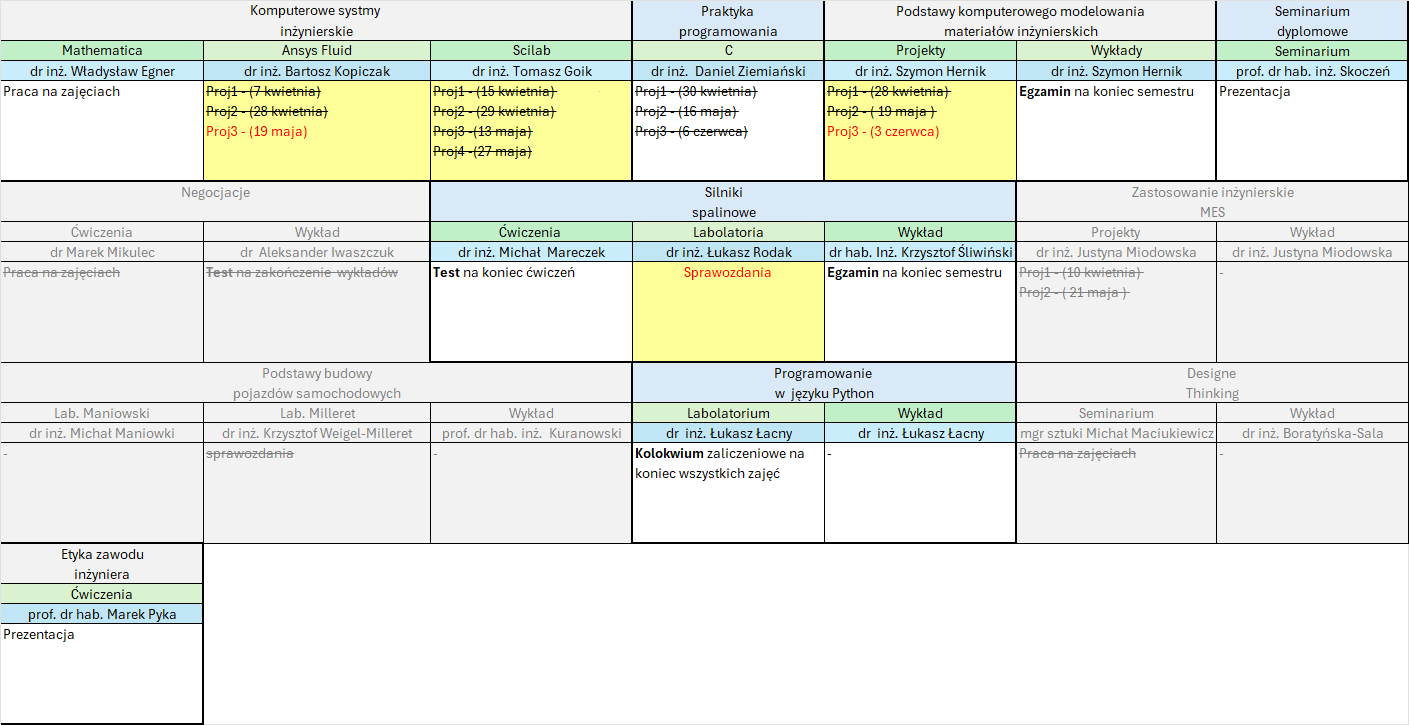 Komputerowe systmy
inżynierskie
Praktyka
programowania
Podstawy komputerowego modelowania
materiałów inżynierskich
Seminarium
dyplomowe
Mathematica
Ansys Fluid
Scilab
C
Projekty
Wykłady
Seminarium
dr inż. Władysław Egner
dr inż. Bartosz Kopiczak
dr inż. Tomasz Goik
dr inż. Daniel Ziemiański
dr inż. Szymon Hernik
dr inż. Szymon Hernik
prof. dr hab. inż. Skoczeń
Praca na zajęciach
Proj1 - (7 kwietnia)
Proj2 - (28 kwietnia)
Proj3 - (19 maja)
Proj1 - (15 kwietnia)
Proj2 - (29 kwietnia)
Proj3 -(13 maja)
Proj4 -(27 maja)
Proj1 - (30 kwietnia)
Proj2 - (16 maja)
Proj3 - (6 czerwca)
Proj1 - (28 kwietnia)
Proj2 - ( 19 maja )
Proj3 - (3 czerwca)
Egzamin na koniec semestru
Prezentacja
Negocjacje
Silniki
spalinowe
Zastosowanie inżynierskie
MES
Ćwiczenia
Wykład
Ćwiczenia
Labolatoria
Wykład
Projekty
Wykład
dr Marek Mikulec
dr Aleksander Iwaszczuk
dr inż. Michał Mareczek
dr inż. Łukasz Rodak
dr hab. Inż. Krzysztof Śliwiński
dr inż. Justyna Miodowska
dr inż. Justyna Miodowska
Praca na zajęciach
Test na zakończenie wykładów
Test na koniec ćwiczeń
Sprawozdania
Egzamin na koniec semestru
Proj1 - (10 kwietnia)
Proj2 - ( 21 maja )
-
Podstawy budowy
pojazdów samochodowych
Programowanie
w języku Python
Designe
Thinking
Lab. Maniowski
Lab. Milleret
Wykład
Labolatorium
Wykład
Seminarium
Wykład
dr inż. Michał Maniowki
dr inż. Krzysztof Weigel-Milleret
prof. dr hab. inż. Kuranowski
dr inż. Łukasz Łacny
dr inż. Łukasz Łacny
mgr sztuki Michał Maciukiewicz
dr inż. Boratyńska-Sala
-
sprawozdania
-
Kolokwium zaliczeniowe na
koniec wszystkich zajęć
-
Praca na zajęciach
-
Etyka zawodu
inżyniera
Ćwiczenia
prof. dr hab. Marek Pyka
Prezentacja